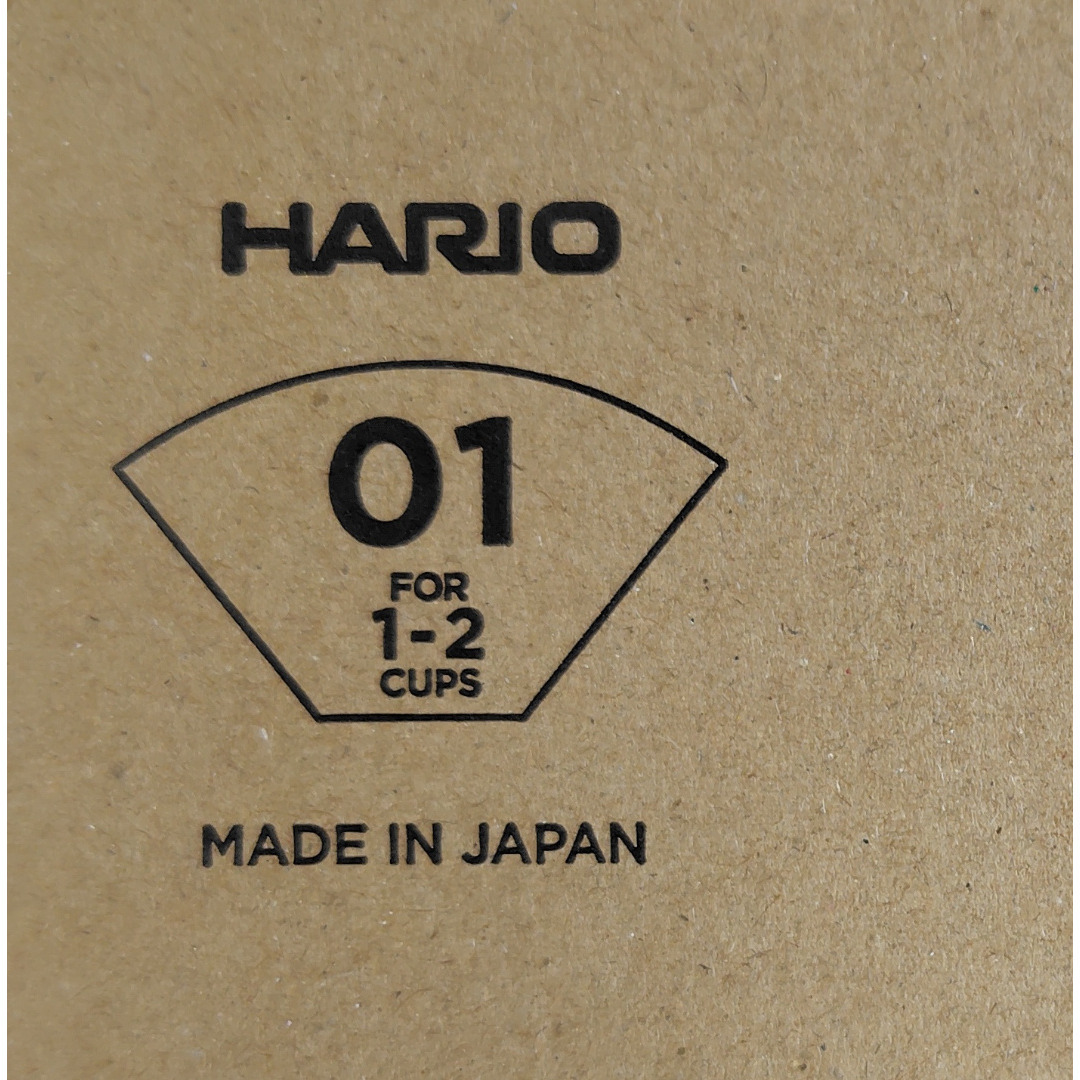 HARIO
01
FOR
1-2
CUPS
MADE IN JAPAN